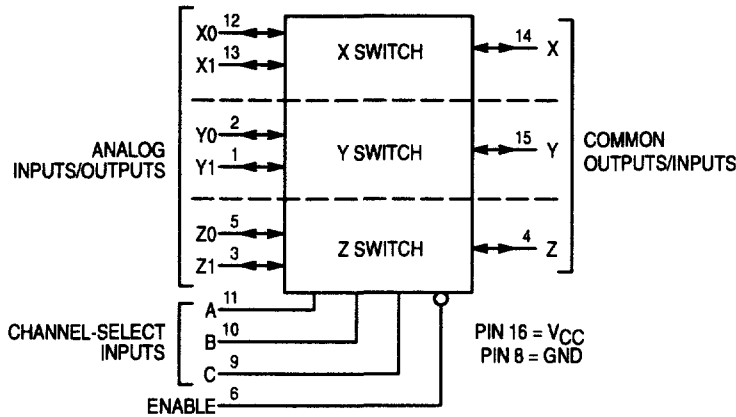 X0 12
X1 13
X SWITCH
14 X
Y0 2
Y1 1
Y SWITCH
15 Y
ANALOG
INPUTS/OUTPUTS
COMMON
OUTPUTS/INPUTS
Z0 5
Z1 3
Z SWITCH
4 Z
CHANNEL-SELECT
INPUTS
A 11
B 10
C 9
ENABLE 6
PIN 16 = VCC
PIN 8 = GND